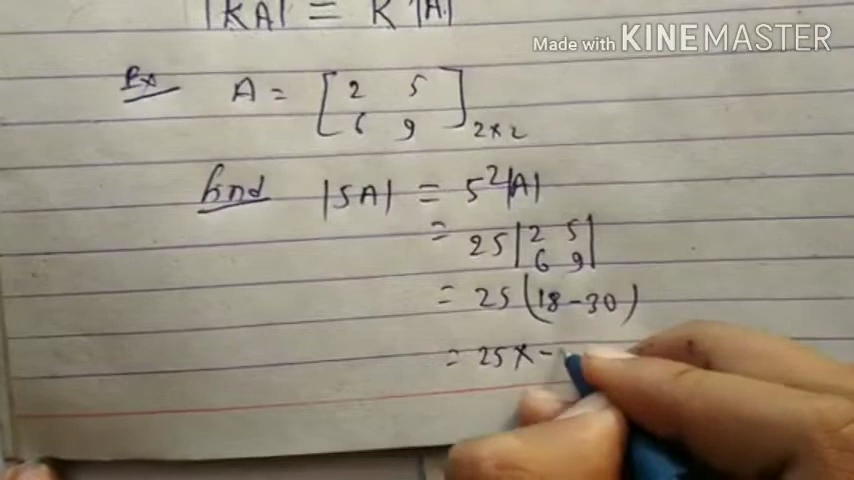 |KA| = K |A|
Made with KINEMASTER
Ex A = [2 5
6 9]2×2
find |5A| = 5²|A|
= 25 |2 5
6 9|
= 25 (18-30)
= 25× -